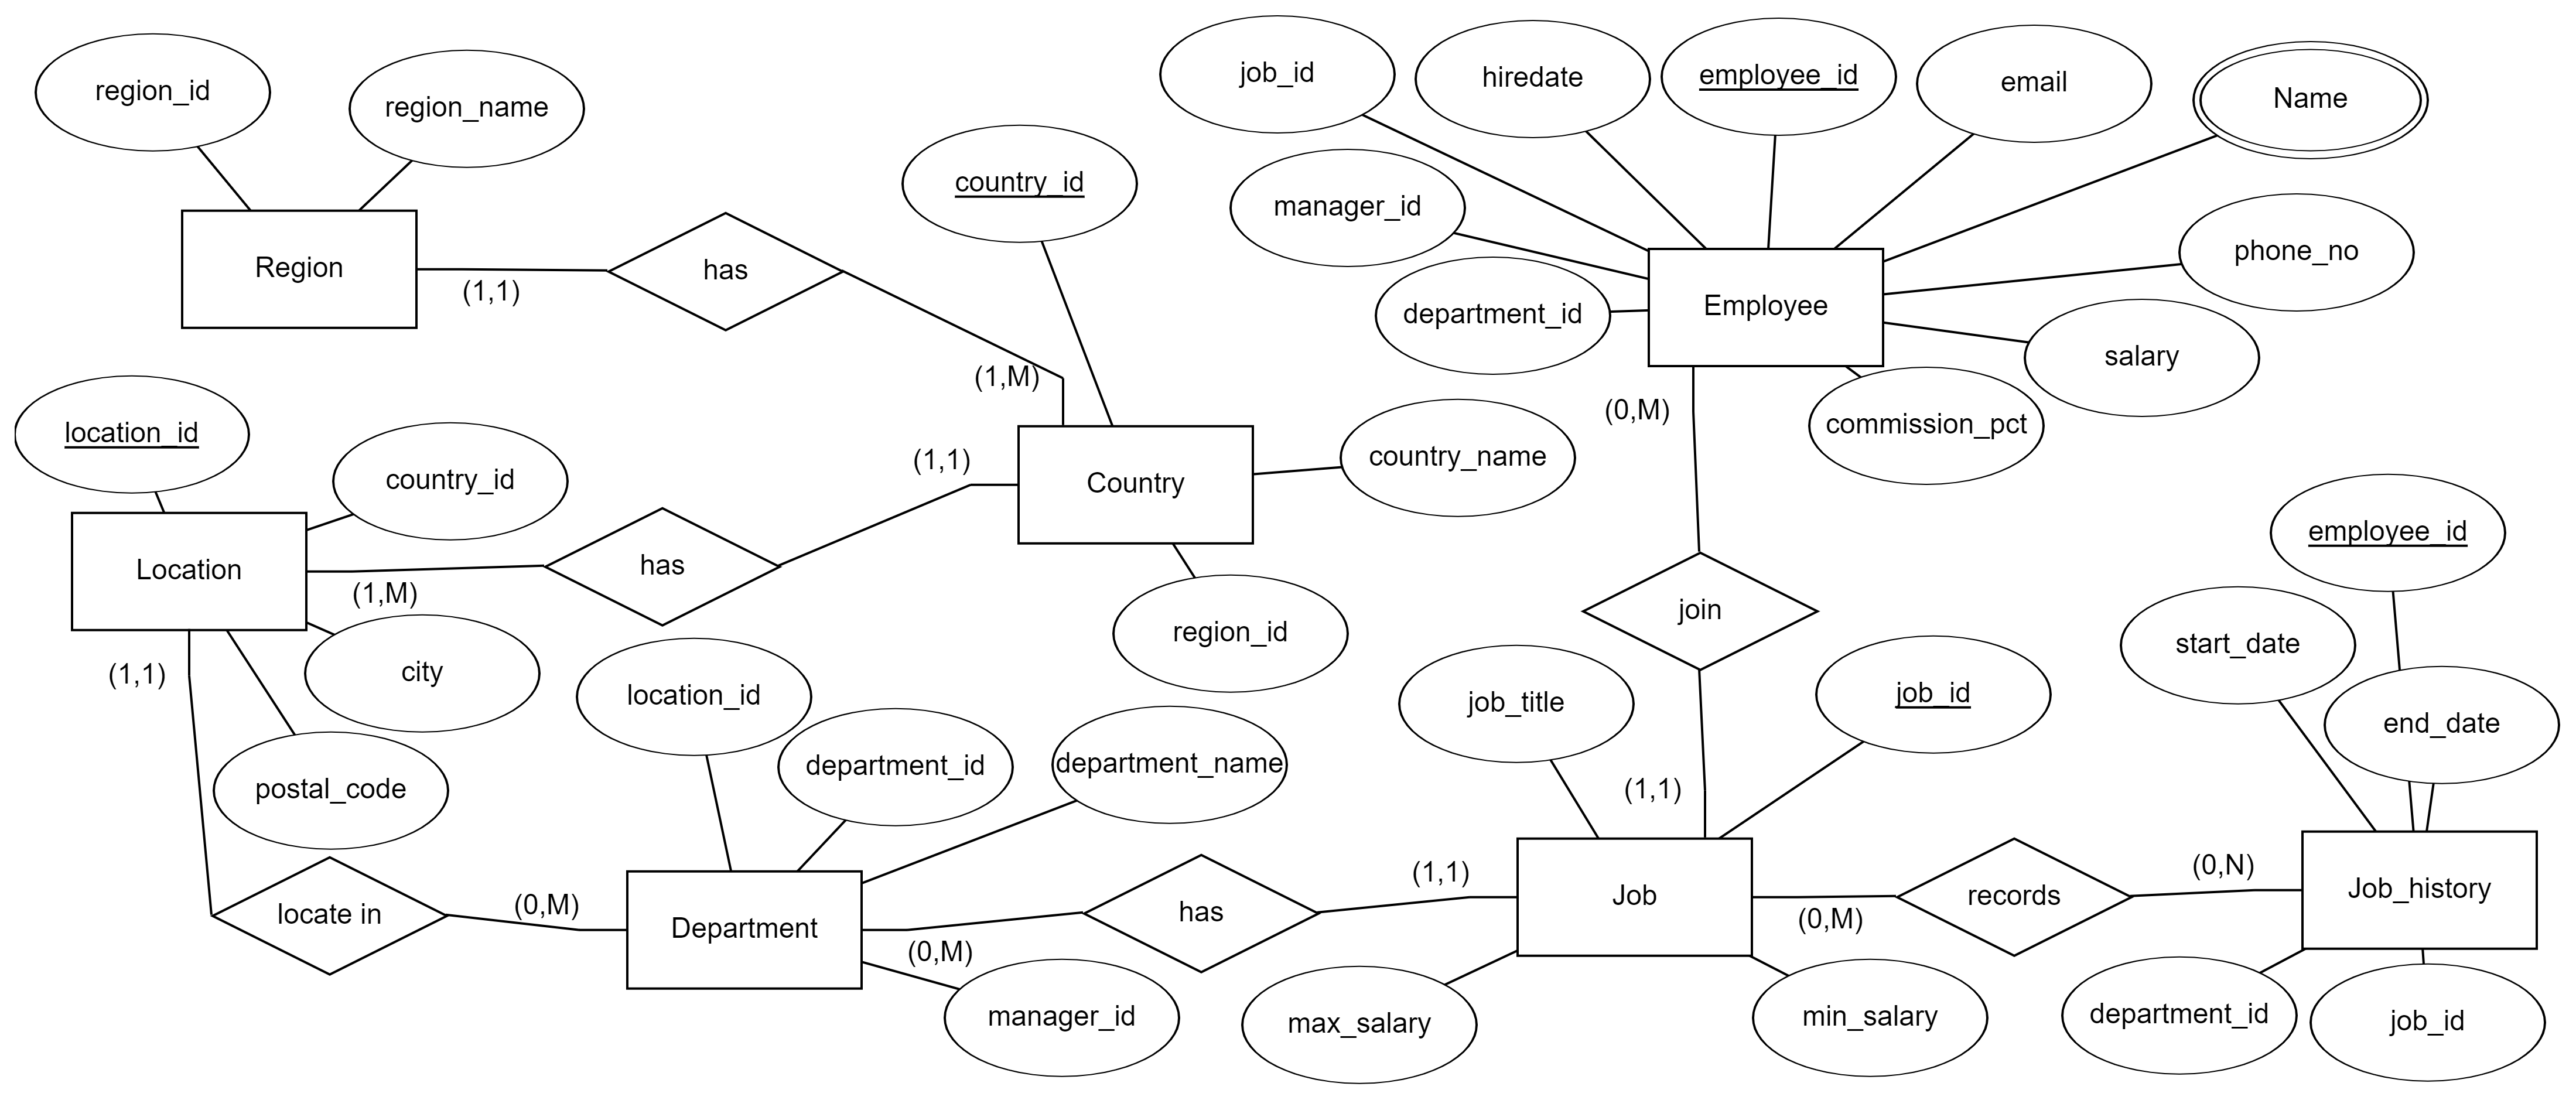 region_id
region_name
Region
(1,1)
has
(1,M)
country_id
Country
country_name
region_id
(1,1)
has
(1,M)
location_id
country_id
Location
city
postal_code
(1,1)
locate in
(0,M)
location_id
department_id
department_name
Department
manager_id
(0,M)
has
(1,1)
job_id
hiredate
employee_id
email
Name
manager_id
phone_no
department_id
Employee
salary
commission_pct
(0,M)
join
(1,1)
job_title
job_id
Job
max_salary
min_salary
(0,M)
records
(0,N)
employee_id
start_date
end_date
Job_history
department_id
job_id